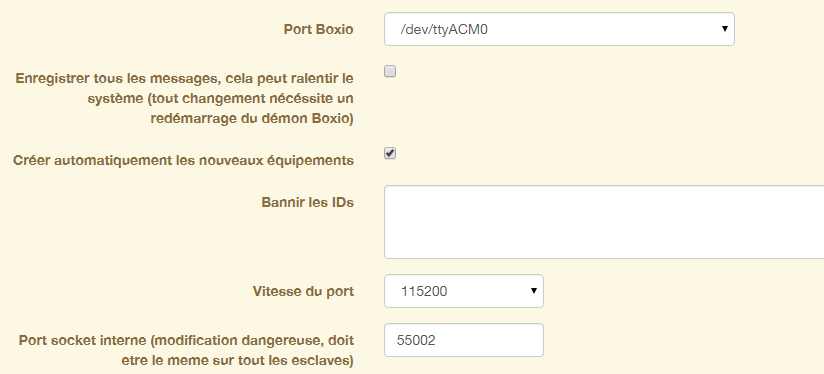 Port Boxio
/dev/ttyACM0
Enregistrer tous les messages, cela peut ralentir le
système (tout changement nécéssite un
redémarrage du démon Boxio)
Créer automatiquement les nouveaux équipements
Bannir les IDs
Vitesse du port
115200
Port socket interne (modification dangereuse, doit
etre le meme sur tout les esclaves)
55002